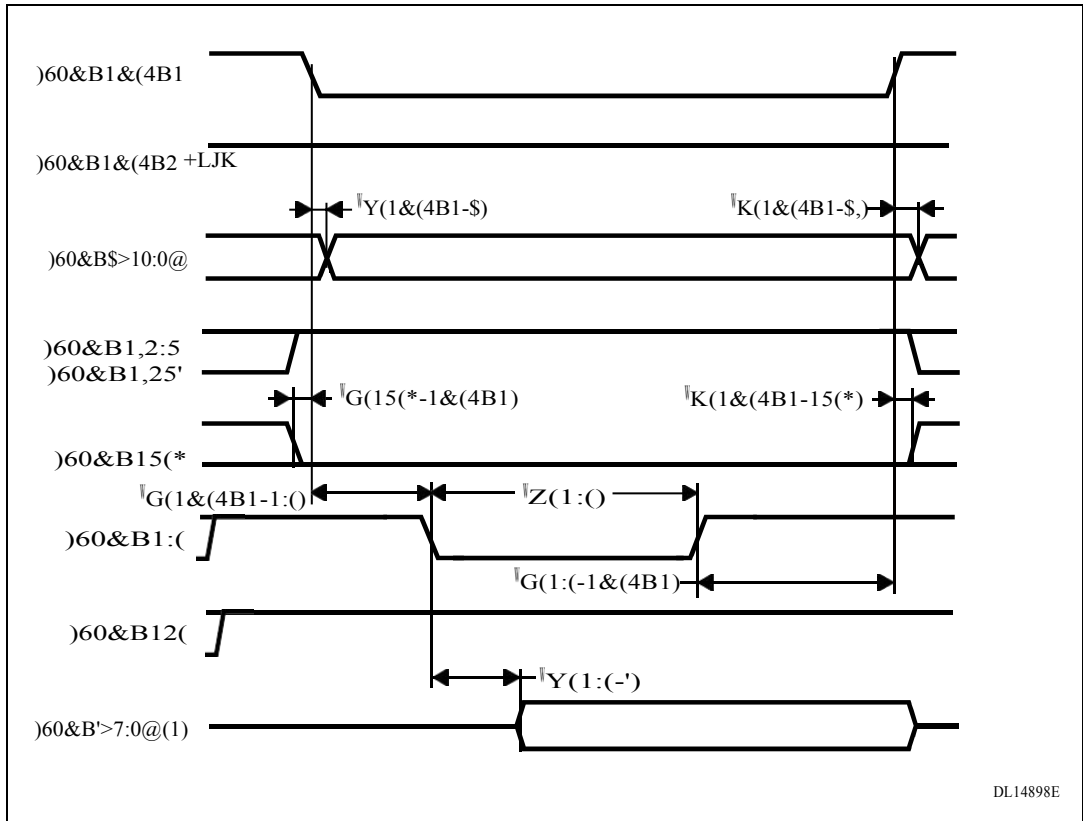 )60&B1&(4B1
)60&B1&(4B2 +LJK
Y(1&(4B1-$)
K(1&(4B1-$,)
)60&B$>10:0@
)60&B1,2:5
)60&B1,25'
G(15(*-1&(4B1)
K(1&(4B1-15(*)
)60&B15(*
G(1&(4B1-1:()
Z(1:()
)60&B1:(
G(1:(-1&(4B1)
)60&B12(
Y(1:(-')
)60&B'>7:0@(1)
DL14898E